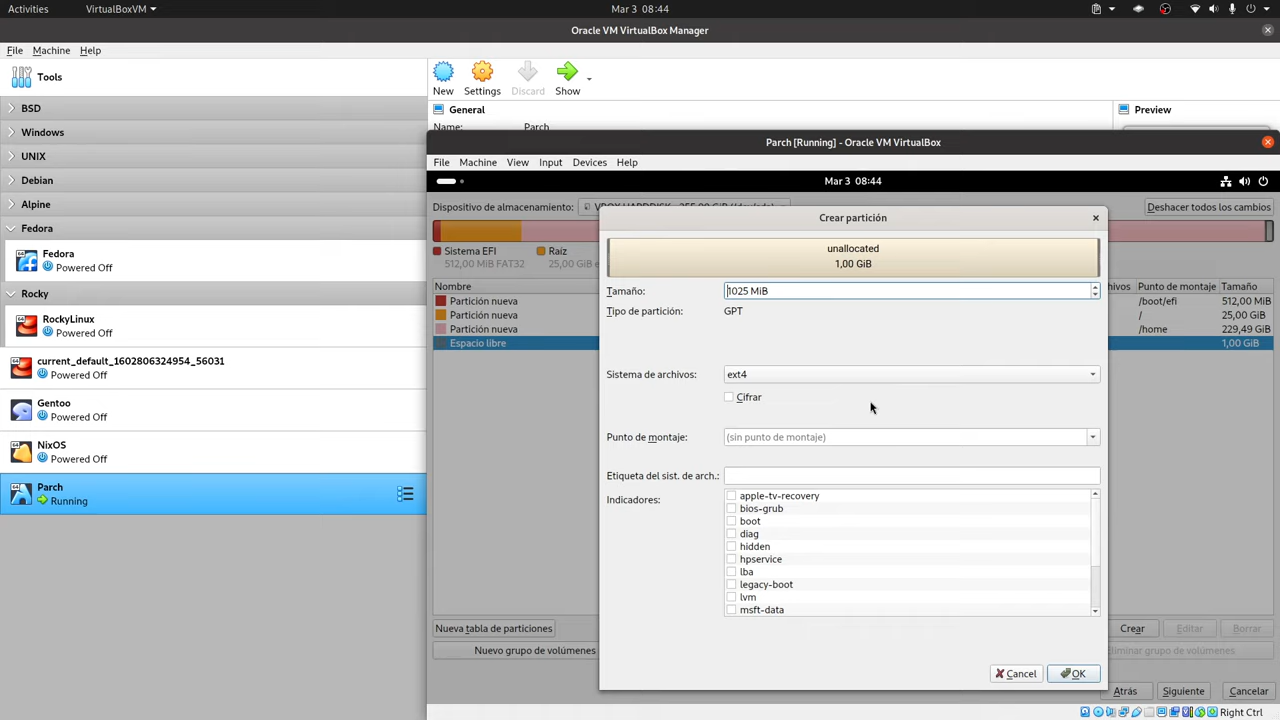 Activities
VirtualBoxVM
Mar 3 08:44
Oracle VM VirtualBox Manager
File Machine Help
Tools
New Settings Discard Show
BSD
Windows
UNIX
Debian
Alpine
Fedora
Fedora
Powered Off
Rocky
RockyLinux
Powered Off
current_default_1602806324954_56031
Powered Off
Gentoo
Powered Off
NixOS
Powered Off
Parch
Running
General
Name: Parch
Preview
Parch [Running] - Oracle VM VirtualBox
File Machine View Input Devices Help
Mar 3 08:44
Dispositivo de almacenamiento:
Deshacer todos los cambios
Sistema EFI
512,00 MiB FAT32
Raíz
25,00 GiB
Nombre
Punto de montaje Tamaño
Partición nueva /boot/efi 512,00 MiB
Partición nueva / 25,00 GiB
Partición nueva /home 229,49 GiB
Espacio libre 1,00 GiB
Crear partición
unallocated
1,00 GiB
Tamaño: 1025 MiB
Tipo de partición: GPT
Sistema de archivos: ext4
Cifrar
Punto de montaje: (sin punto de montaje)
Etiqueta del sist. de arch.:
Indicadores:
apple-tv-recovery
bios-grub
boot
diag
hidden
hpservice
lba
legacy-boot
lvm
msft-data
Cancel OK
Nueva tabla de particiones
Crear Editar Borrar
Nuevo grupo de volúmenes
Eliminar grupo de volúmenes
Atrás Siguiente Cancelar
Right Ctrl